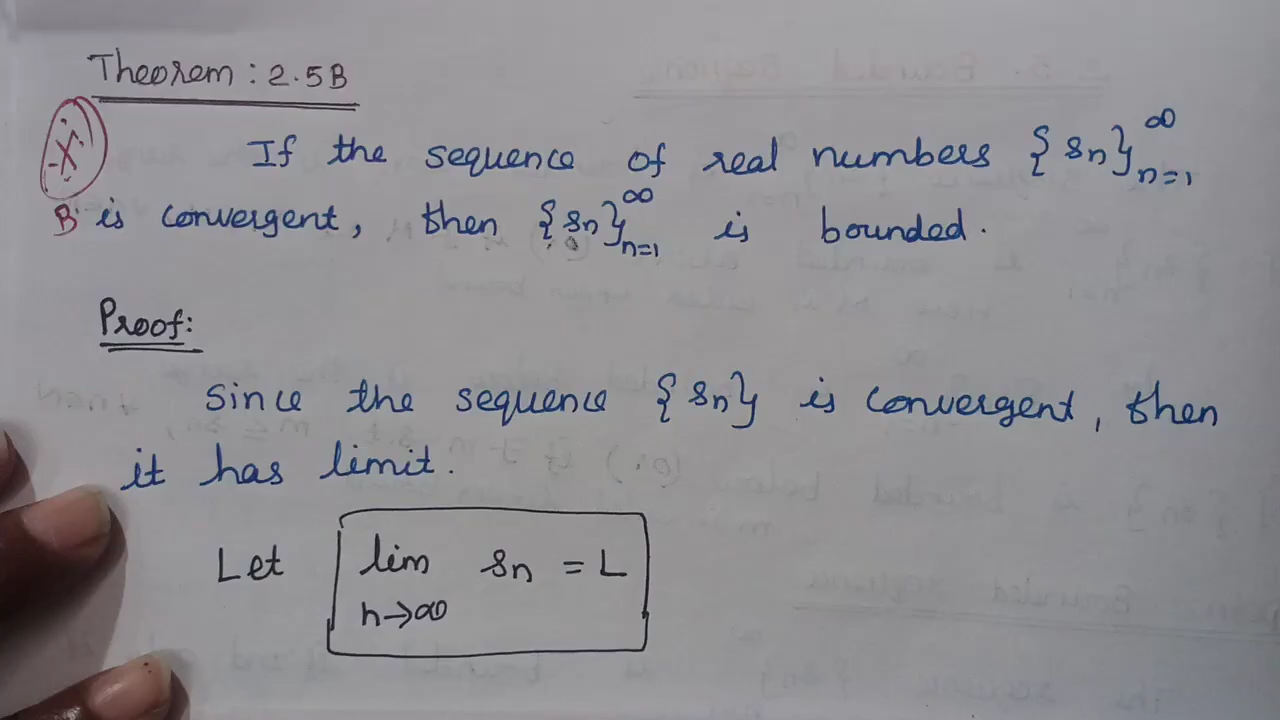 Theorem: 2.5B
If the sequence of real numbers {sn}∞n=1
B is convergent, then {sn}∞n=1 is bounded.
Proof:
Since the sequence {sn} is convergent, then
it has limit.
Let lim sn = L
n→∞